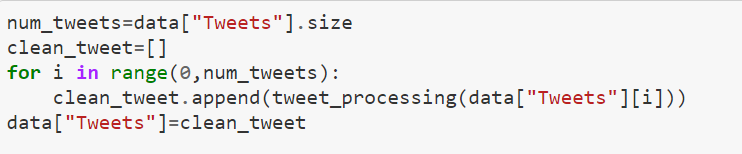 num_tweets=data["Tweets"].size
clean_tweet=[]
for i in range(0,num_tweets):
    clean_tweet.append(tweet_processing(data["Tweets"][i]))
data["Tweets"]=clean_tweet